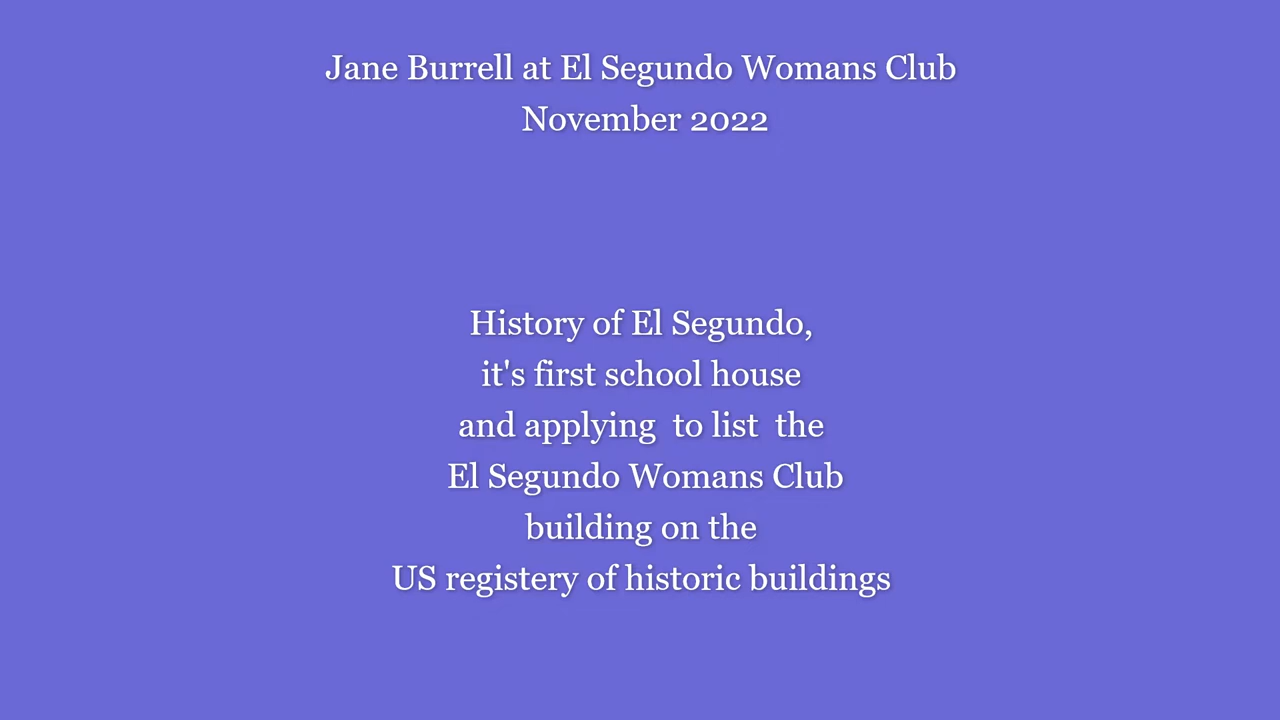 Jane Burrell at El Segundo Womans Club
November 2022
History of El Segundo,
it's first school house
and applying  to list  the
El Segundo Womans Club
building on the
US registery of historic buildings